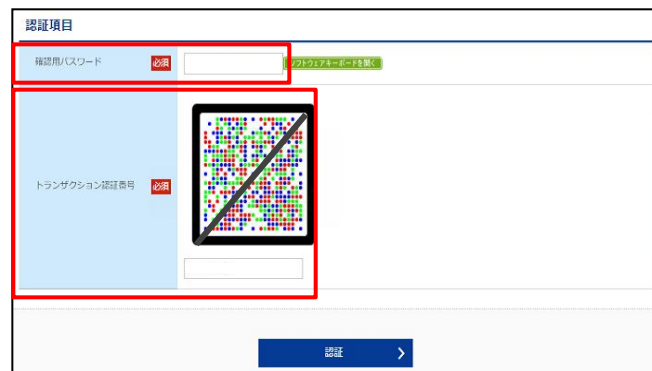 認証項目
確認用パスワード 必須 ソフトウェアキーボードを開く
トランザクション認証番号 必須
認証